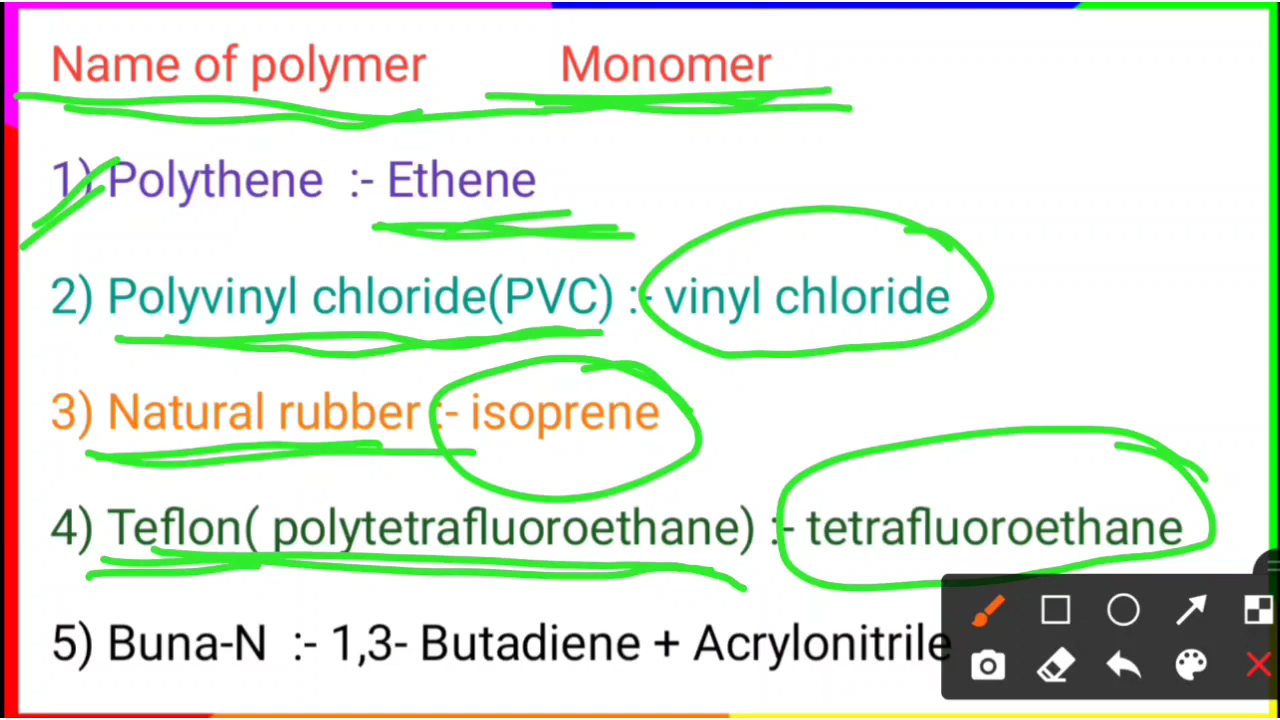 Name of polymer Monomer
1) Polythene :- Ethene
2) Polyvinyl chloride(PVC) :- vinyl chloride
3) Natural rubber :- isoprene
4) Teflon( polytetrafluoroethane) :- tetrafluoroethane
5) Buna-N :- 1,3- Butadiene + Acrylonitrile